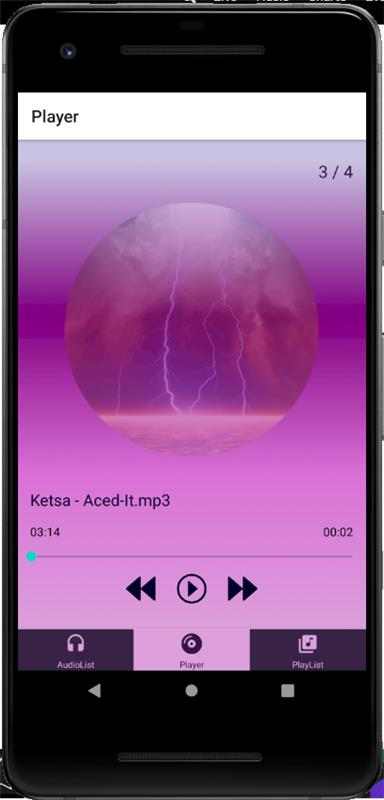 Player
3 / 4
Ketsa - Aced-It.mp3
03:14 00:02
AudioList Player PlayList